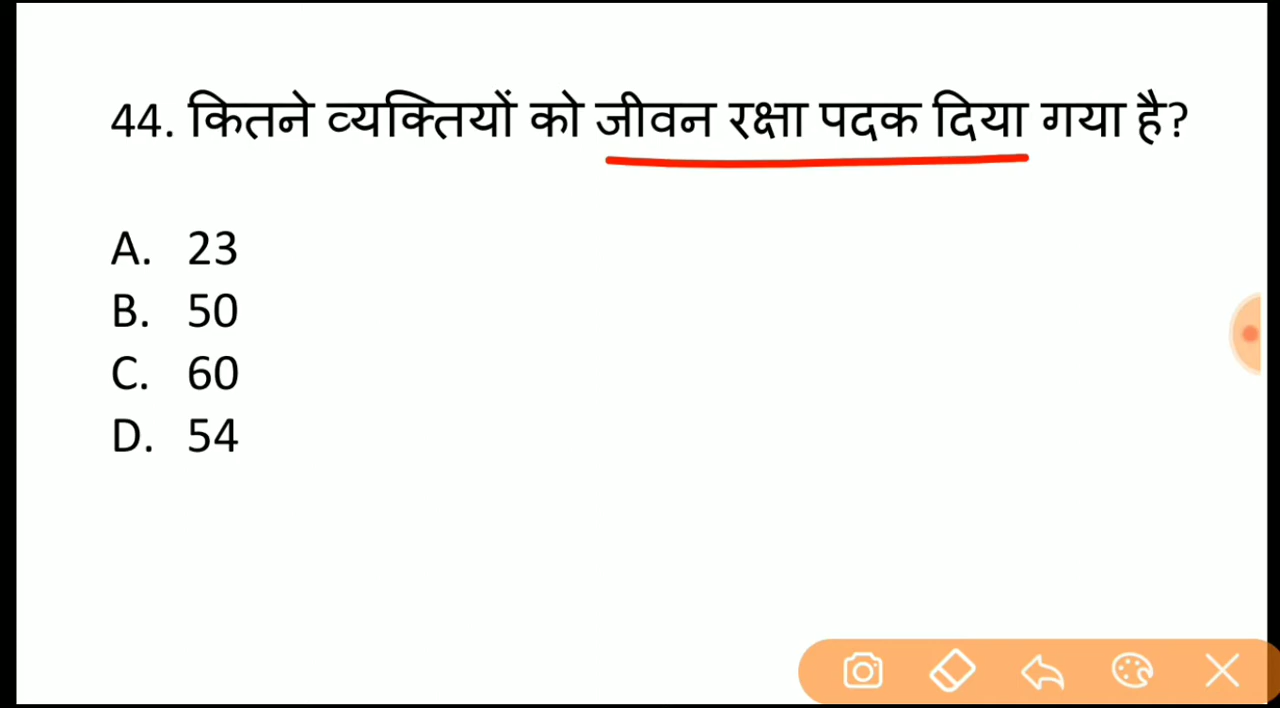 44. कितने व्यक्तियों को जीवन रक्षा पदक दिया गया है?
A. 23
B. 50
C. 60
D. 54